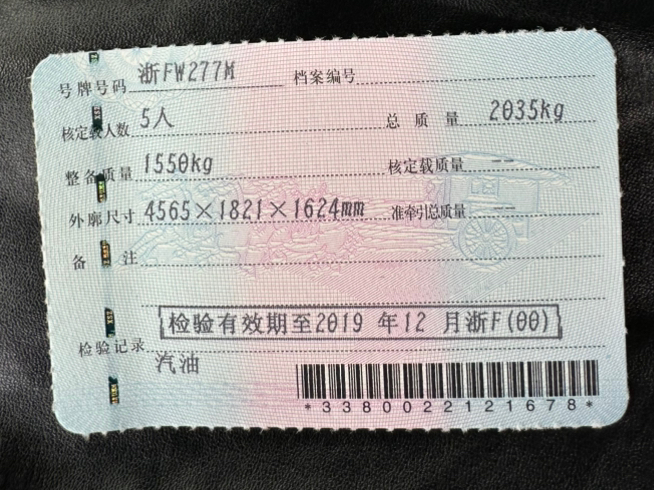 号牌号码 浙FW277M 档案编号
核定载人数 5人 总质量 2035kg
整备质量 1550kg 核定载质量 --
外廓尺寸 4565×1821×1624mm 准牵引总质量 --
备注
检验有效期至2019年12月浙F(00)
检验记录
汽油
*3380022121678*